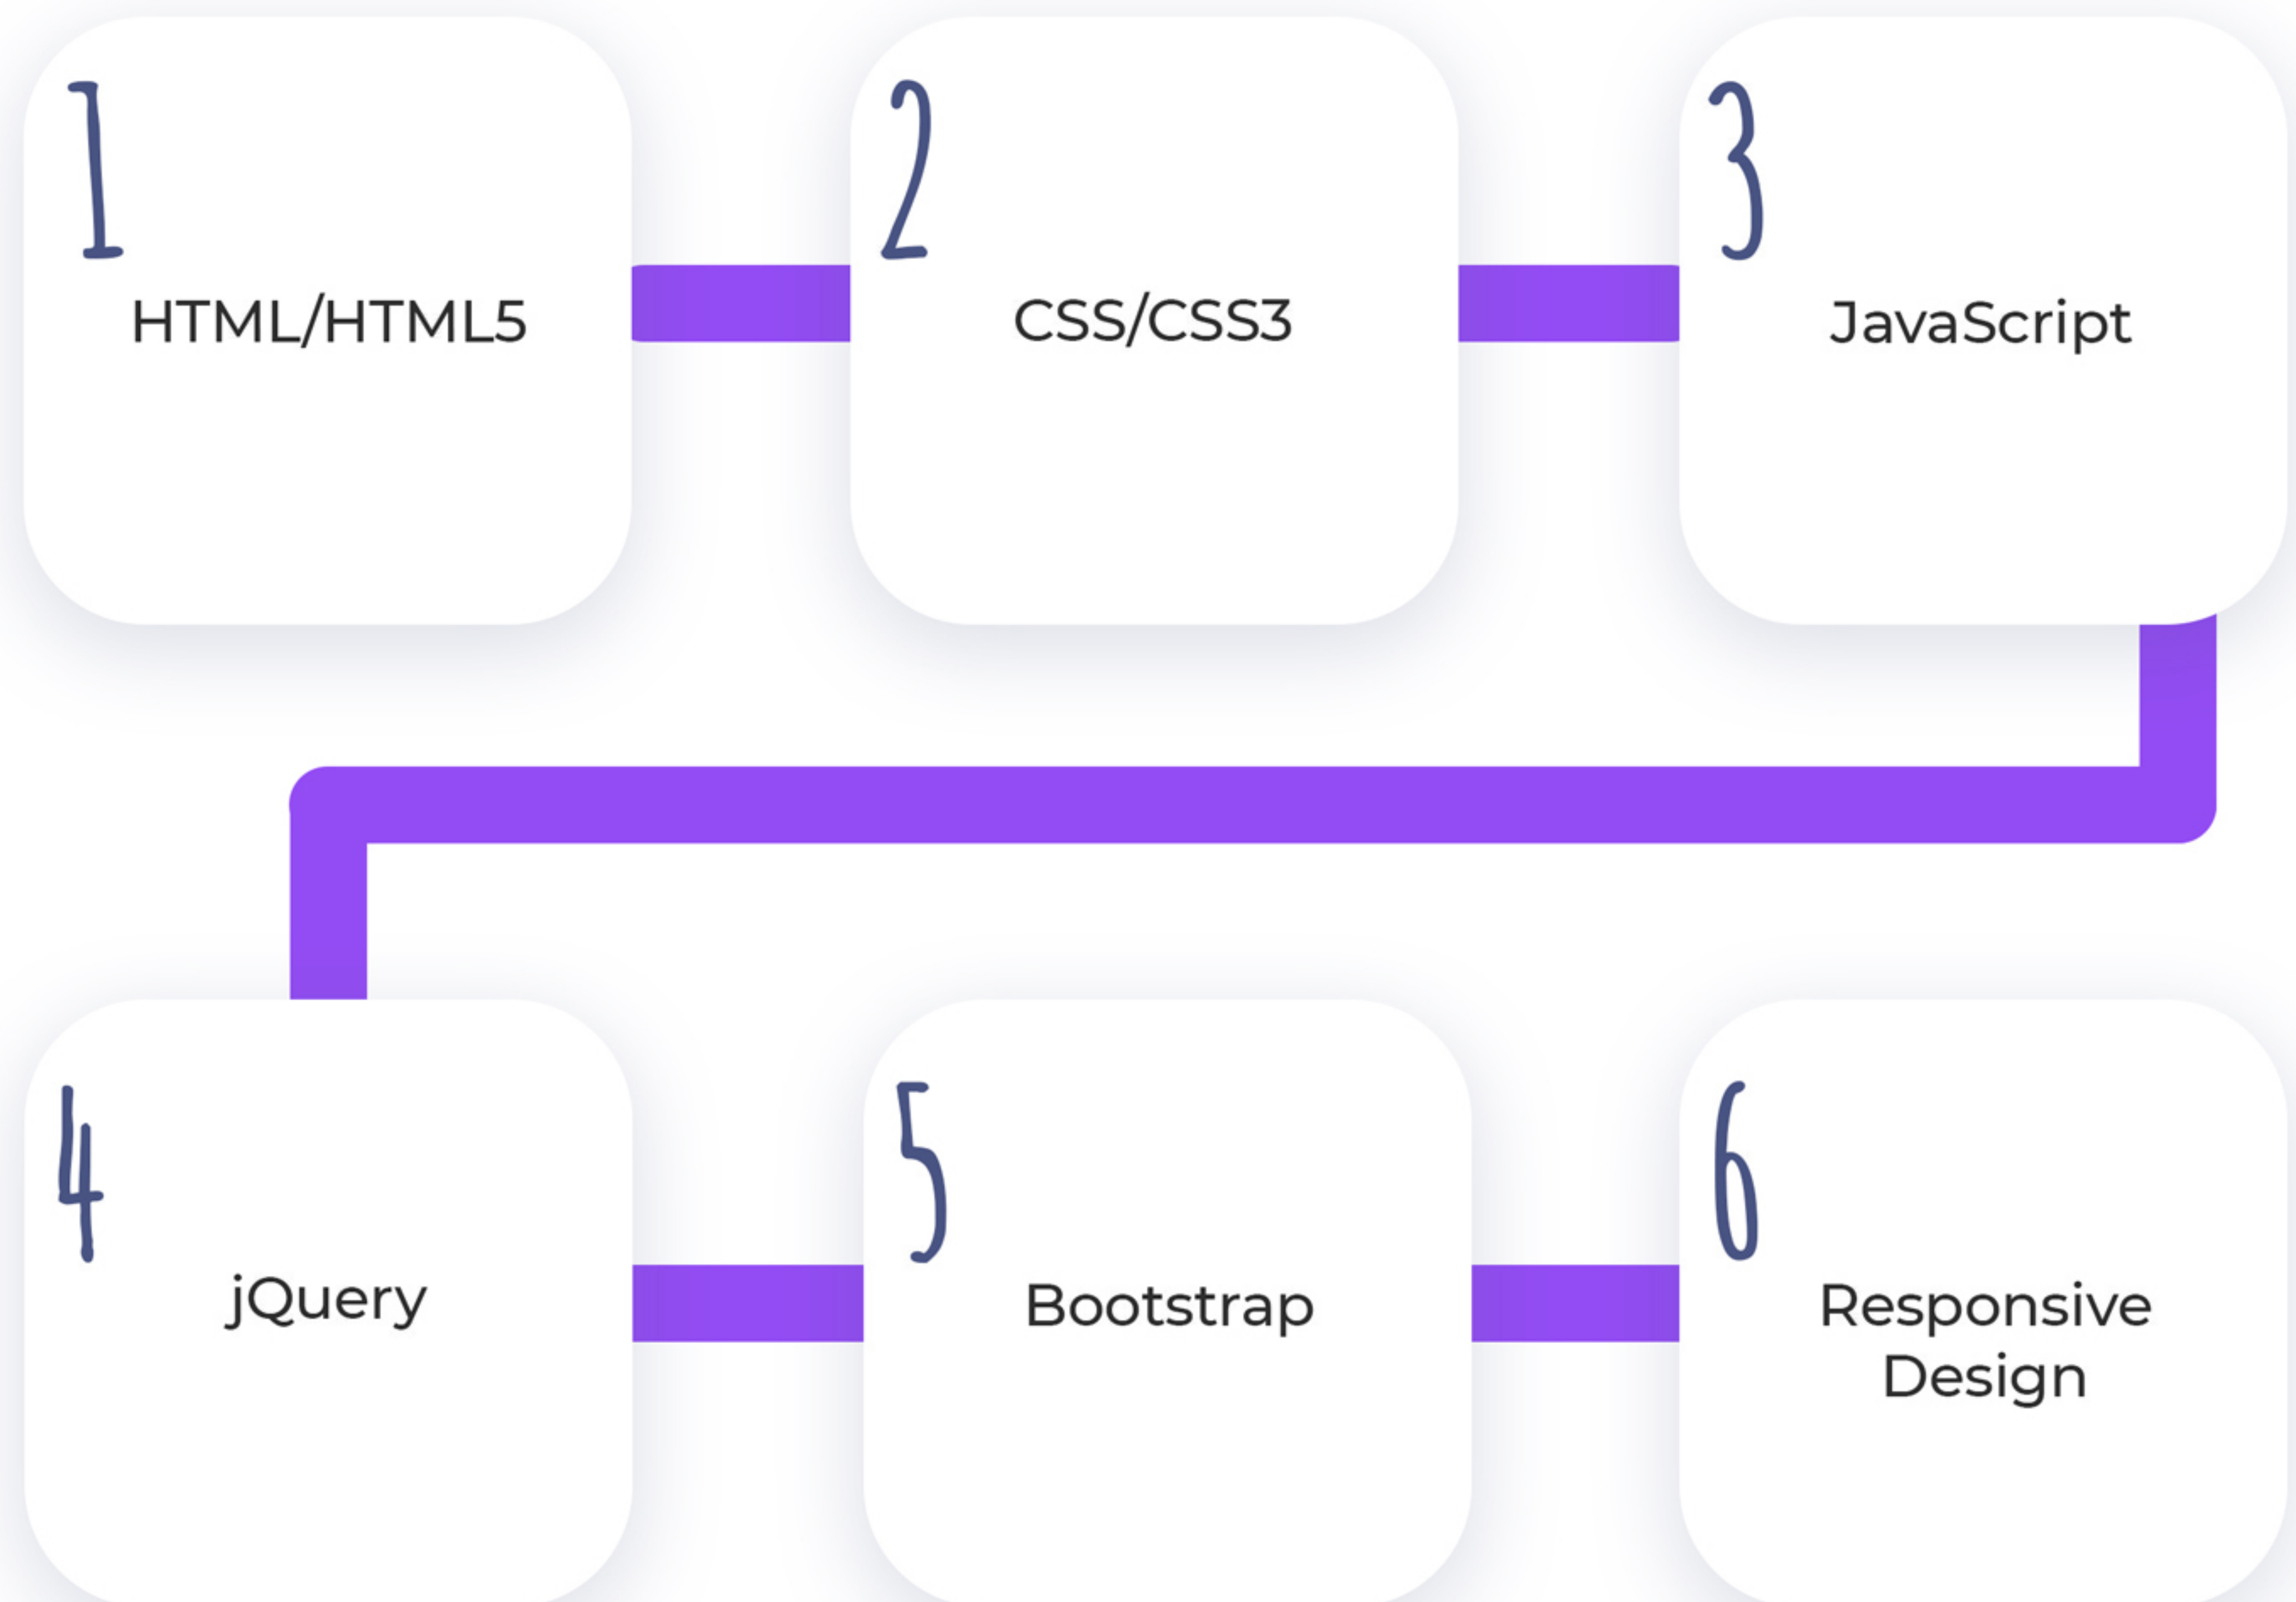 1
HTML/HTML5
2
CSS/CSS3
3
JavaScript
4
jQuery
5
Bootstrap
6
Responsive
Design